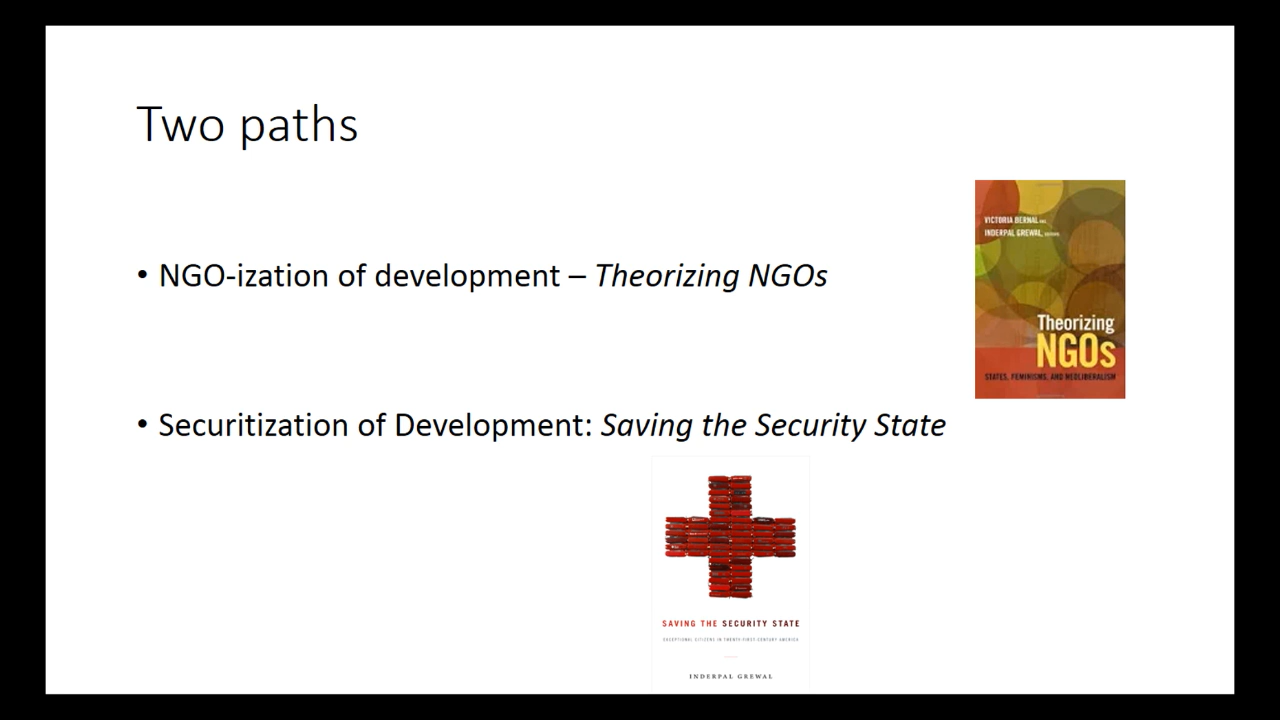 Two paths
• NGO-ization of development – Theorizing NGOs
VICTORIA BERNAL AND
INDERPAL GREWAL, EDITORS
Theorizing
NGOs
STATES, FEMINISMS, AND NEOLIBERALISM
• Securitization of Development: Saving the Security State
SAVING THE SECURITY STATE
EXCEPTIONAL CITIZENS IN TWENTY-FIRST-CENTURY AMERICA
INDERPAL GREWAL